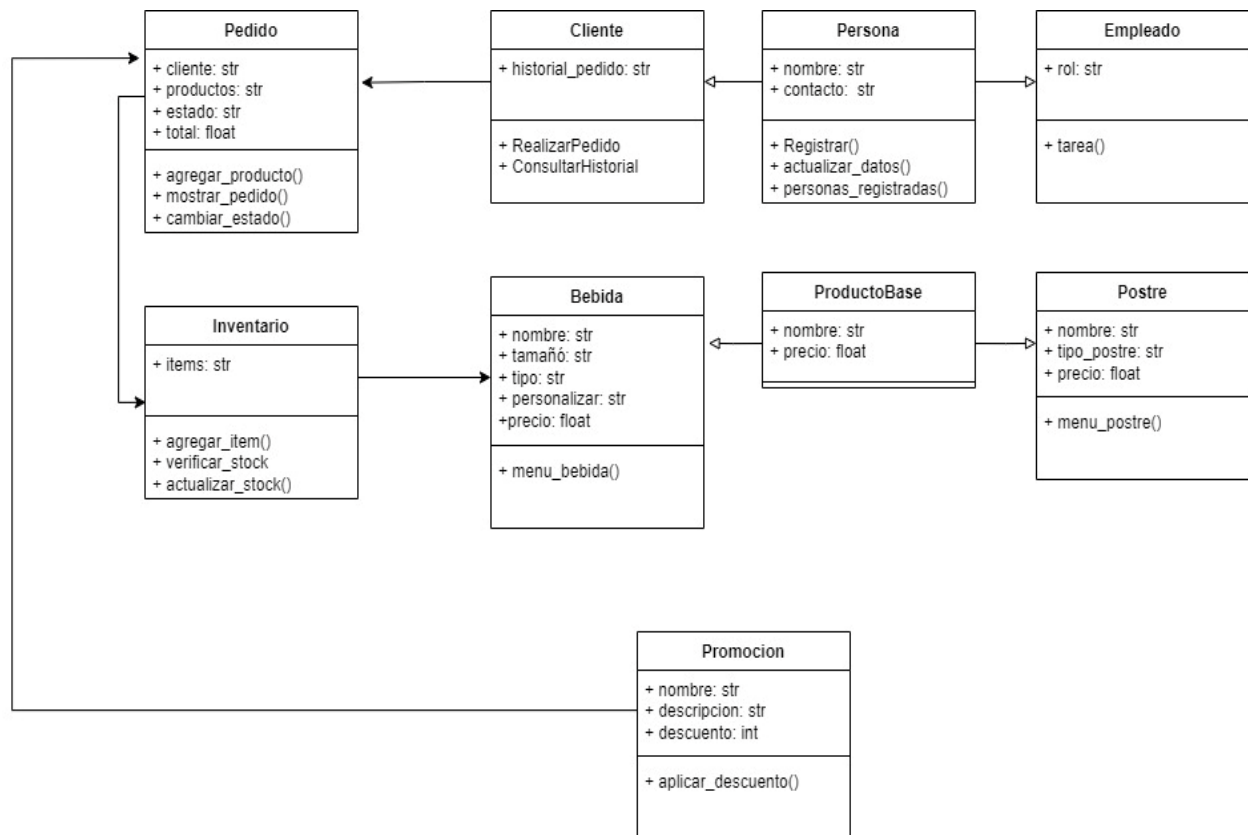 Pedido
+ cliente: str
+ productos: str
+ estado: str
+ total: float
+ agregar_producto()
+ mostrar_pedido()
+ cambiar_estado()
Cliente
+ historial_pedido: str
+ RealizarPedido
+ ConsultarHistorial
Persona
+ nombre: str
+ contacto:  str
+ Registrar()
+ actualizar_datos()
+ personas_registradas()
Empleado
+ rol: str
+ tarea()
Inventario
+ items: str
+ agregar_item()
+ verificar_stock
+ actualizar_stock()
Bebida
+ nombre: str
+ tamañó: str
+ tipo: str
+ personalizar: str
+precio: float
+ menu_bebida()
ProductoBase
+ nombre: str
+ precio: float
Postre
+ nombre: str
+ tipo_postre: str
+ precio: float
+ menu_postre()
Promocion
+ nombre: str
+ descripcion: str
+ descuento: int
+ aplicar_descuento()